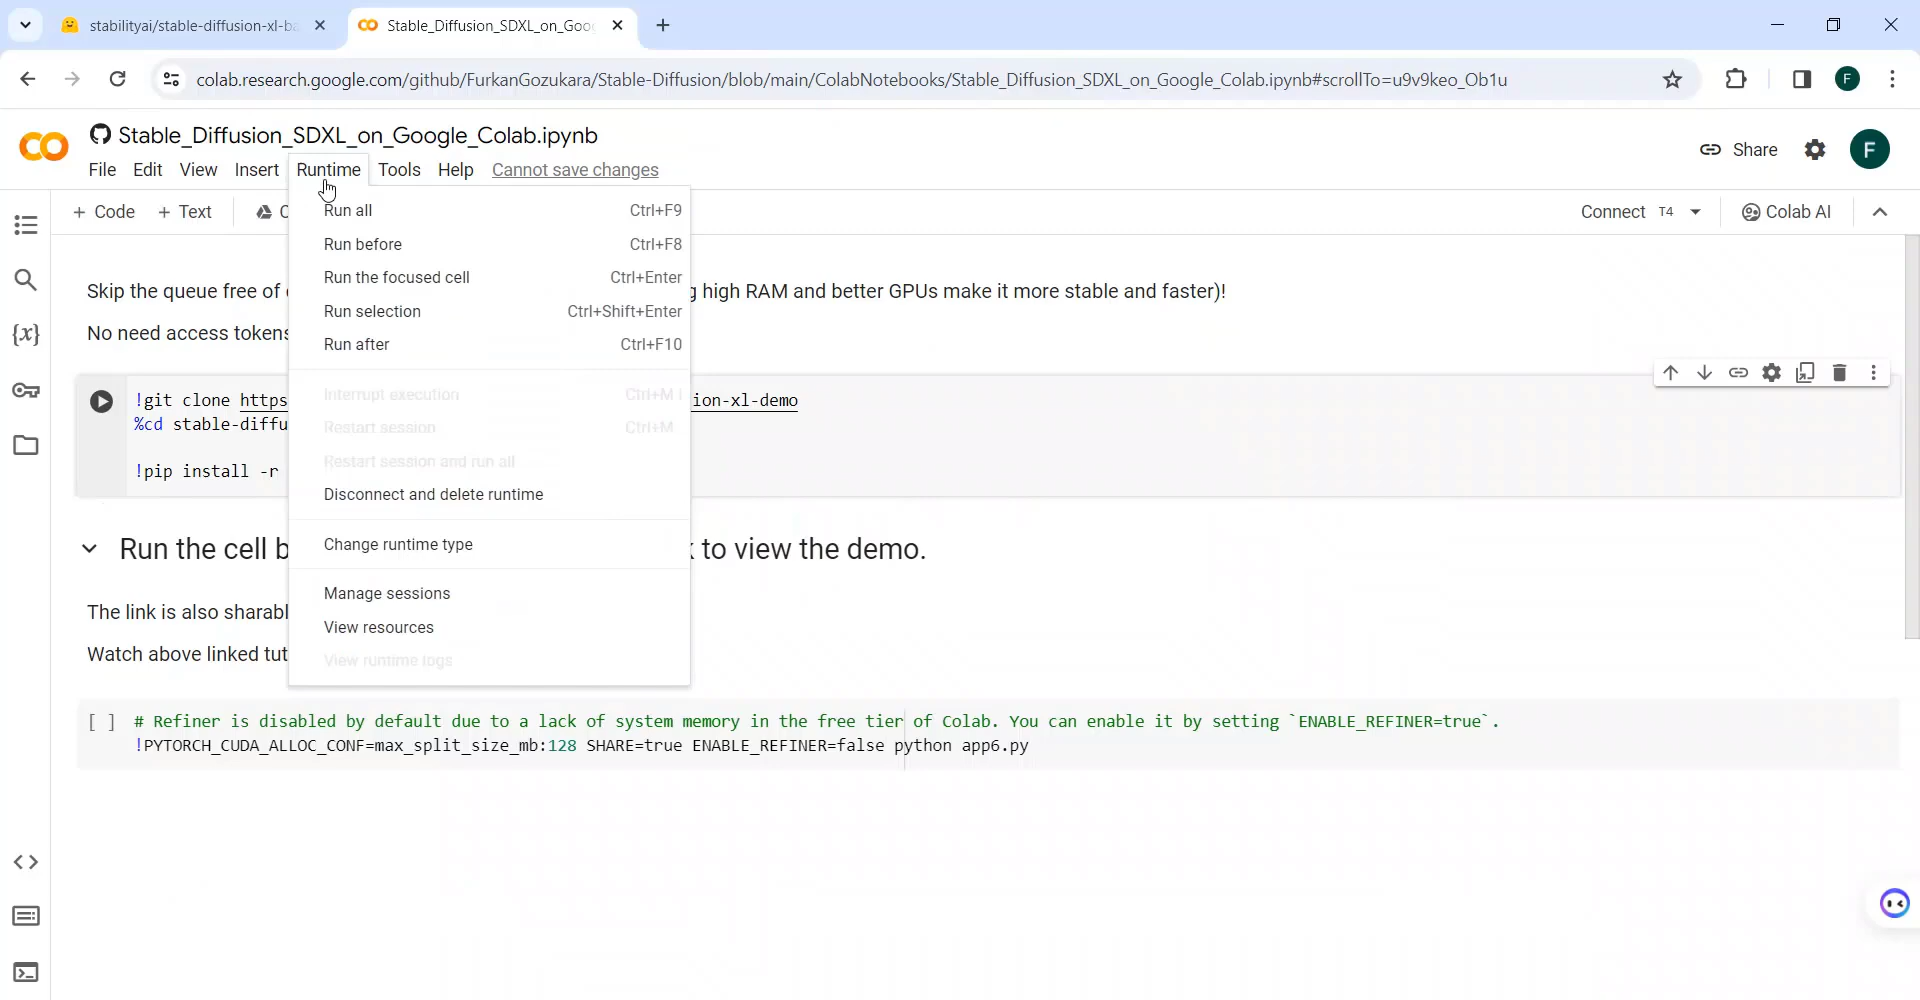 stabilityai/stable-diffusion-xl-ba
Stable_Diffusion_SDXL_on_Goo
colab.research.google.com/github/FurkanGozukara/Stable-Diffusion/blob/main/ColabNotebooks/Stable_Diffusion_SDXL_on_Google_Colab.ipynb#scrollTo=u9v9keo_Ob1u
F
Stable_Diffusion_SDXL_on_Google_Colab.ipynb
File Edit View Insert Runtime Tools Help Cannot save changes
Share
F
+ Code + Text
C
Connect T4
Colab AI
Run all Ctrl+F9
Run before Ctrl+F8
Run the focused cell Ctrl+Enter
Run selection Ctrl+Shift+Enter
Run after Ctrl+F10
Interrupt execution Ctrl+M I
Restart session Ctrl+M
Restart session and run all
Disconnect and delete runtime
Change runtime type
Manage sessions
View resources
View runtime logs
Skip the queue free of
g high RAM and better GPUs make it more stable and faster)!
No need access tokens
!git clone https
ion-xl-demo
%cd stable-diffu
!pip install -r
Run the cell b
k to view the demo.
The link is also sharabl
Watch above linked tut
[ ] # Refiner is disabled by default due to a lack of system memory in the free tier of Colab. You can enable it by setting `ENABLE_REFINER=true`.
!PYTORCH_CUDA_ALLOC_CONF=max_split_size_mb:128 SHARE=true ENABLE_REFINER=false python app6.py